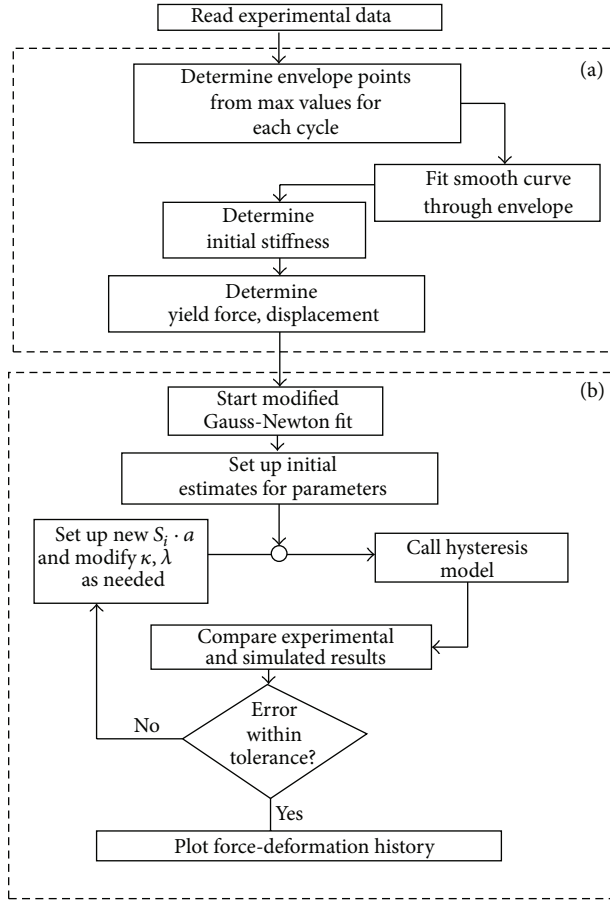 Read experimental data
(a)
Determine envelope points
from max values for
each cycle
Fit smooth curve
through envelope
Determine
initial stiffness
Determine
yield force, displacement
(b)
Start modified
Gauss-Newton fit
Set up initial
estimates for parameters
Set up new S_i · a
and modify κ, λ
as needed
Call hysteresis
model
Compare experimental
and simulated results
Error
within
tolerance?
No
Yes
Plot force-deformation history